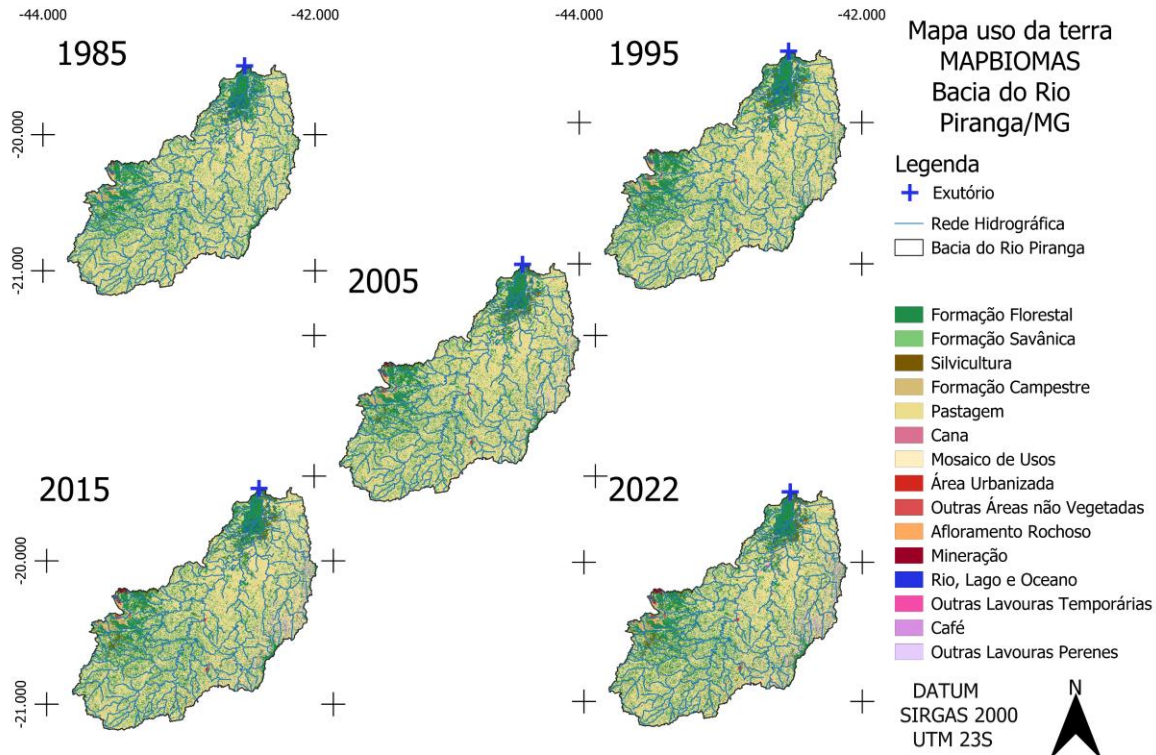 -44.000
-42.000
-44.000
-42.000
1985
1995
Mapa uso da terra
MAPBIOMAS
Bacia do Rio
Piranga/MG
-20.000
-21.000
Legenda
Exutório
Rede Hidrográfica
Bacia do Rio Piranga
2005
Formação Florestal
Formação Savânica
Silvicultura
Formação Campestre
Pastagem
Cana
Mosaico de Usos
Área Urbanizada
Outras Áreas não Vegetadas
Afloramento Rochoso
Mineração
Rio, Lago e Oceano
Outras Lavouras Temporárias
Café
Outras Lavouras Perenes
2015
2022
-20.000
-21.000
DATUM
SIRGAS 2000
UTM 23S
N